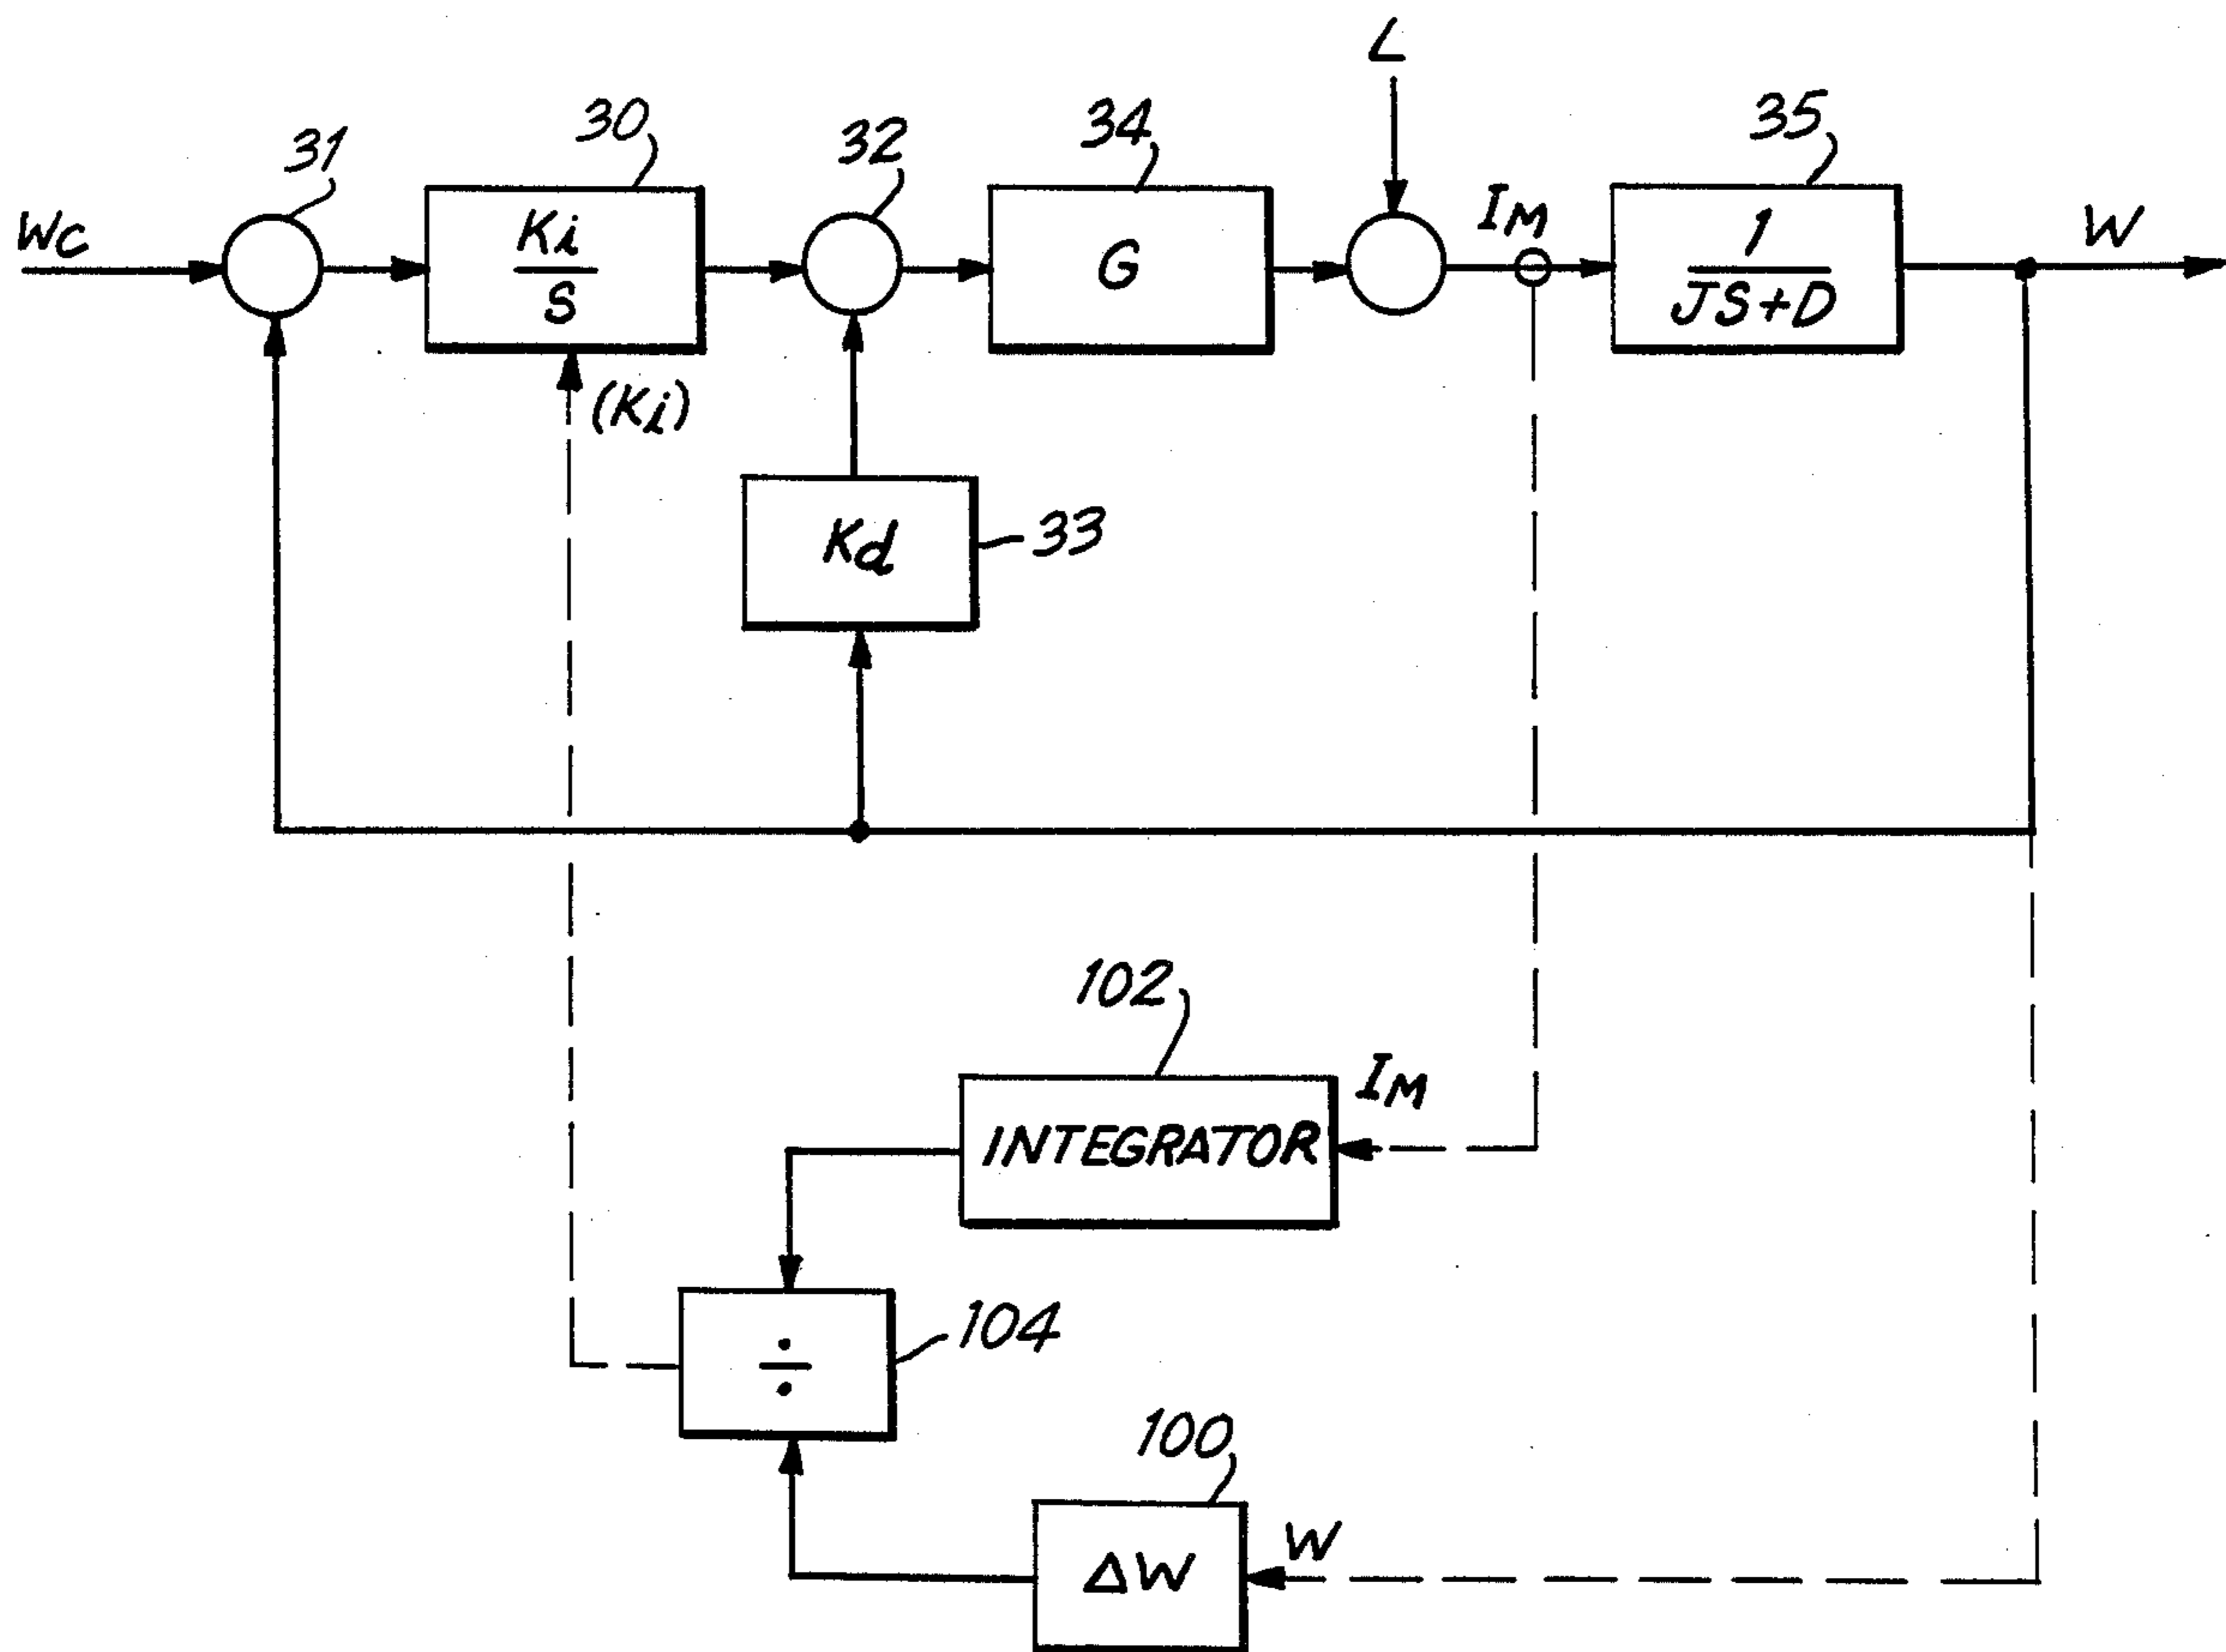 L
31
30
32
34
35
Wc
Ki
S
G
IM
1
JS+D
W
(Ki)
Kd
33
102
IM
INTEGRATOR
÷
104
100
ΔW
W